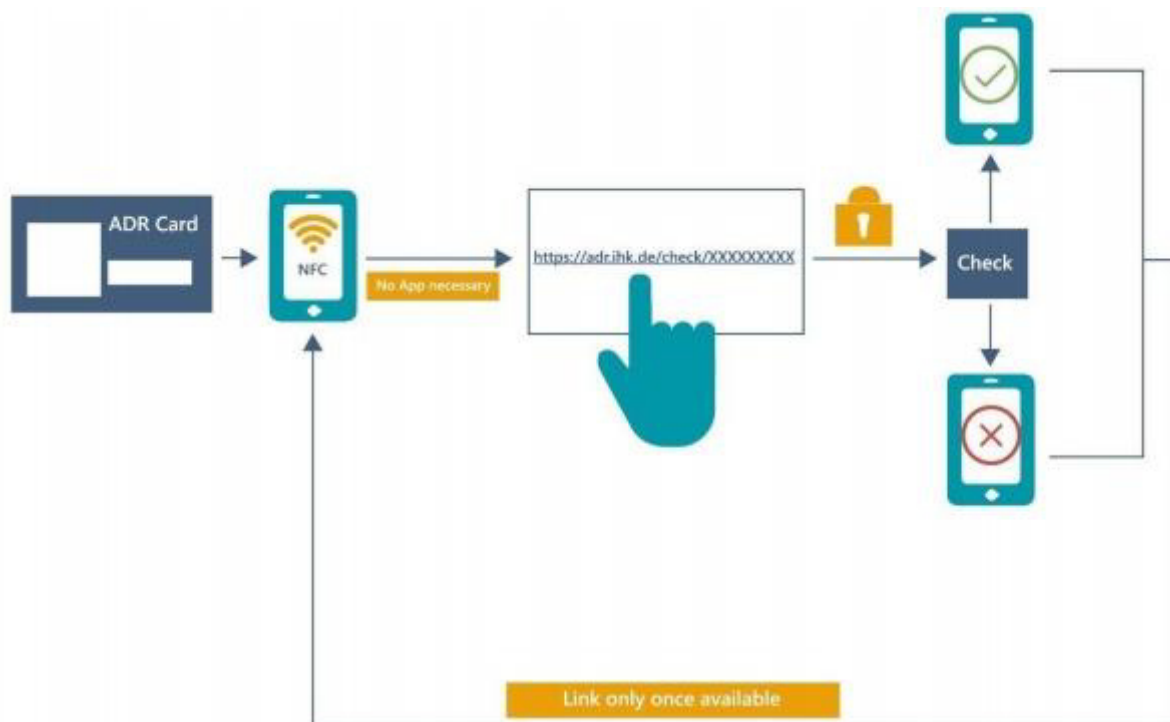 ADR Card
NFC
No App necessary
https://adr.ihk.de/check/XXXXXXXXX
Check
Link only once available